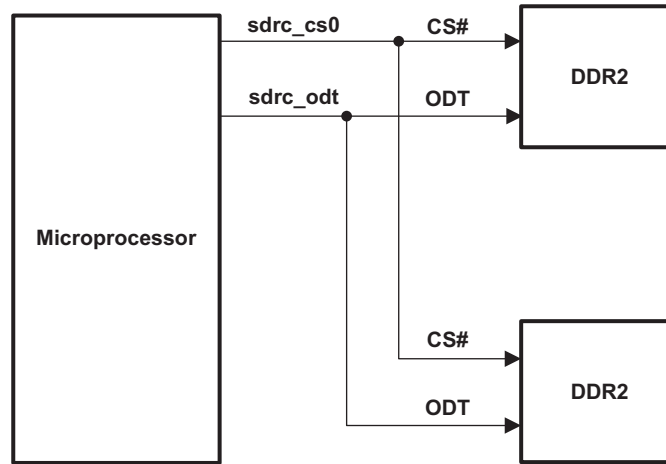 sdrc_cs0
CS#
DDR2
sdrc_odt
ODT
Microprocessor
CS#
DDR2
ODT